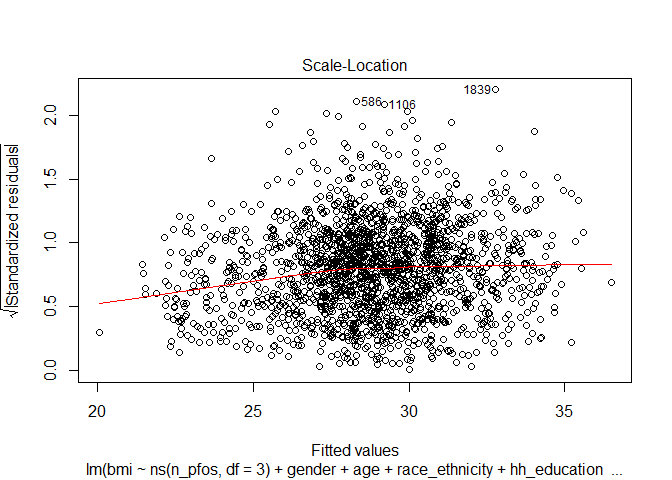 Scale-Location
√|Standardized residuals|
0.0 0.5 1.0 1.5 2.0
586
1106
1839
20 25 30 35
Fitted values
lm(bmi ~ ns(n_pfos, df = 3) + gender + age + race_ethnicity + hh_education ...